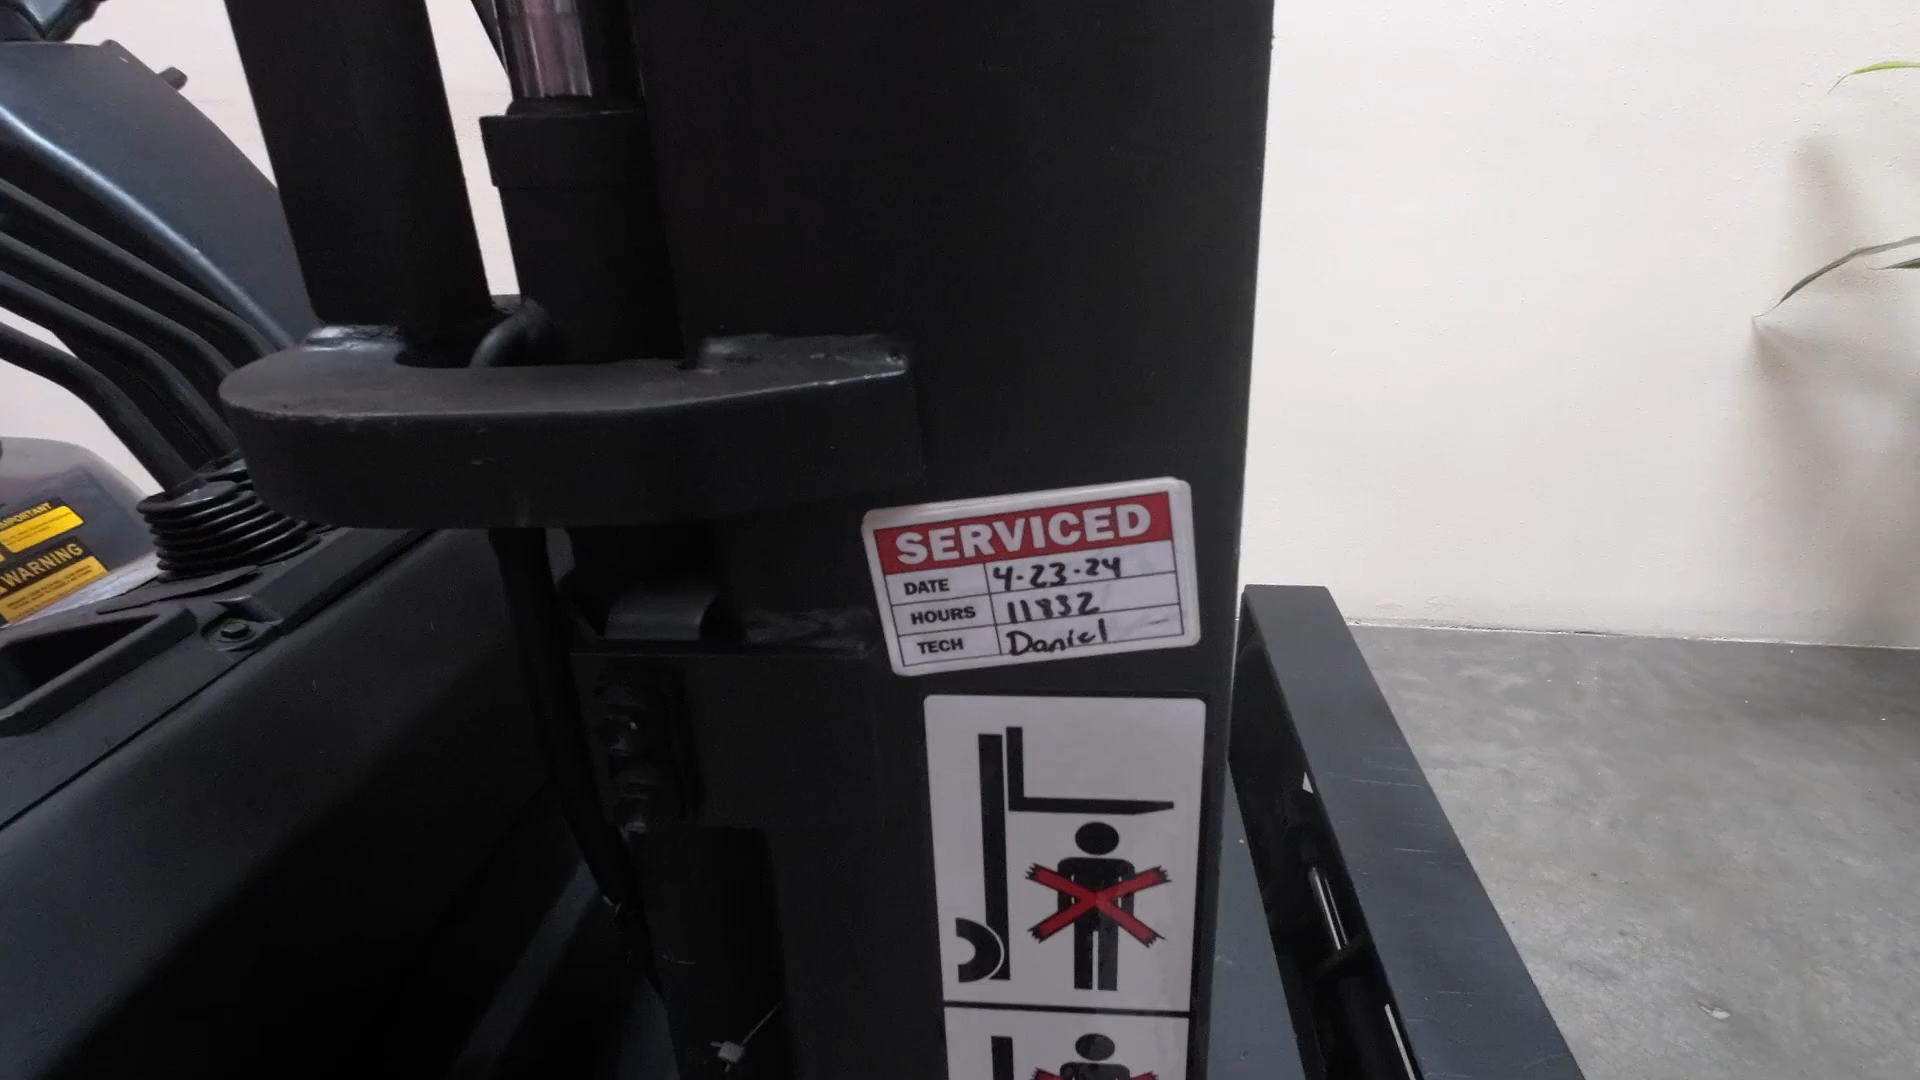 IMPORTANT
WARNING
SERVICED
DATE 4-23-24
HOURS 11832
TECH Daniel